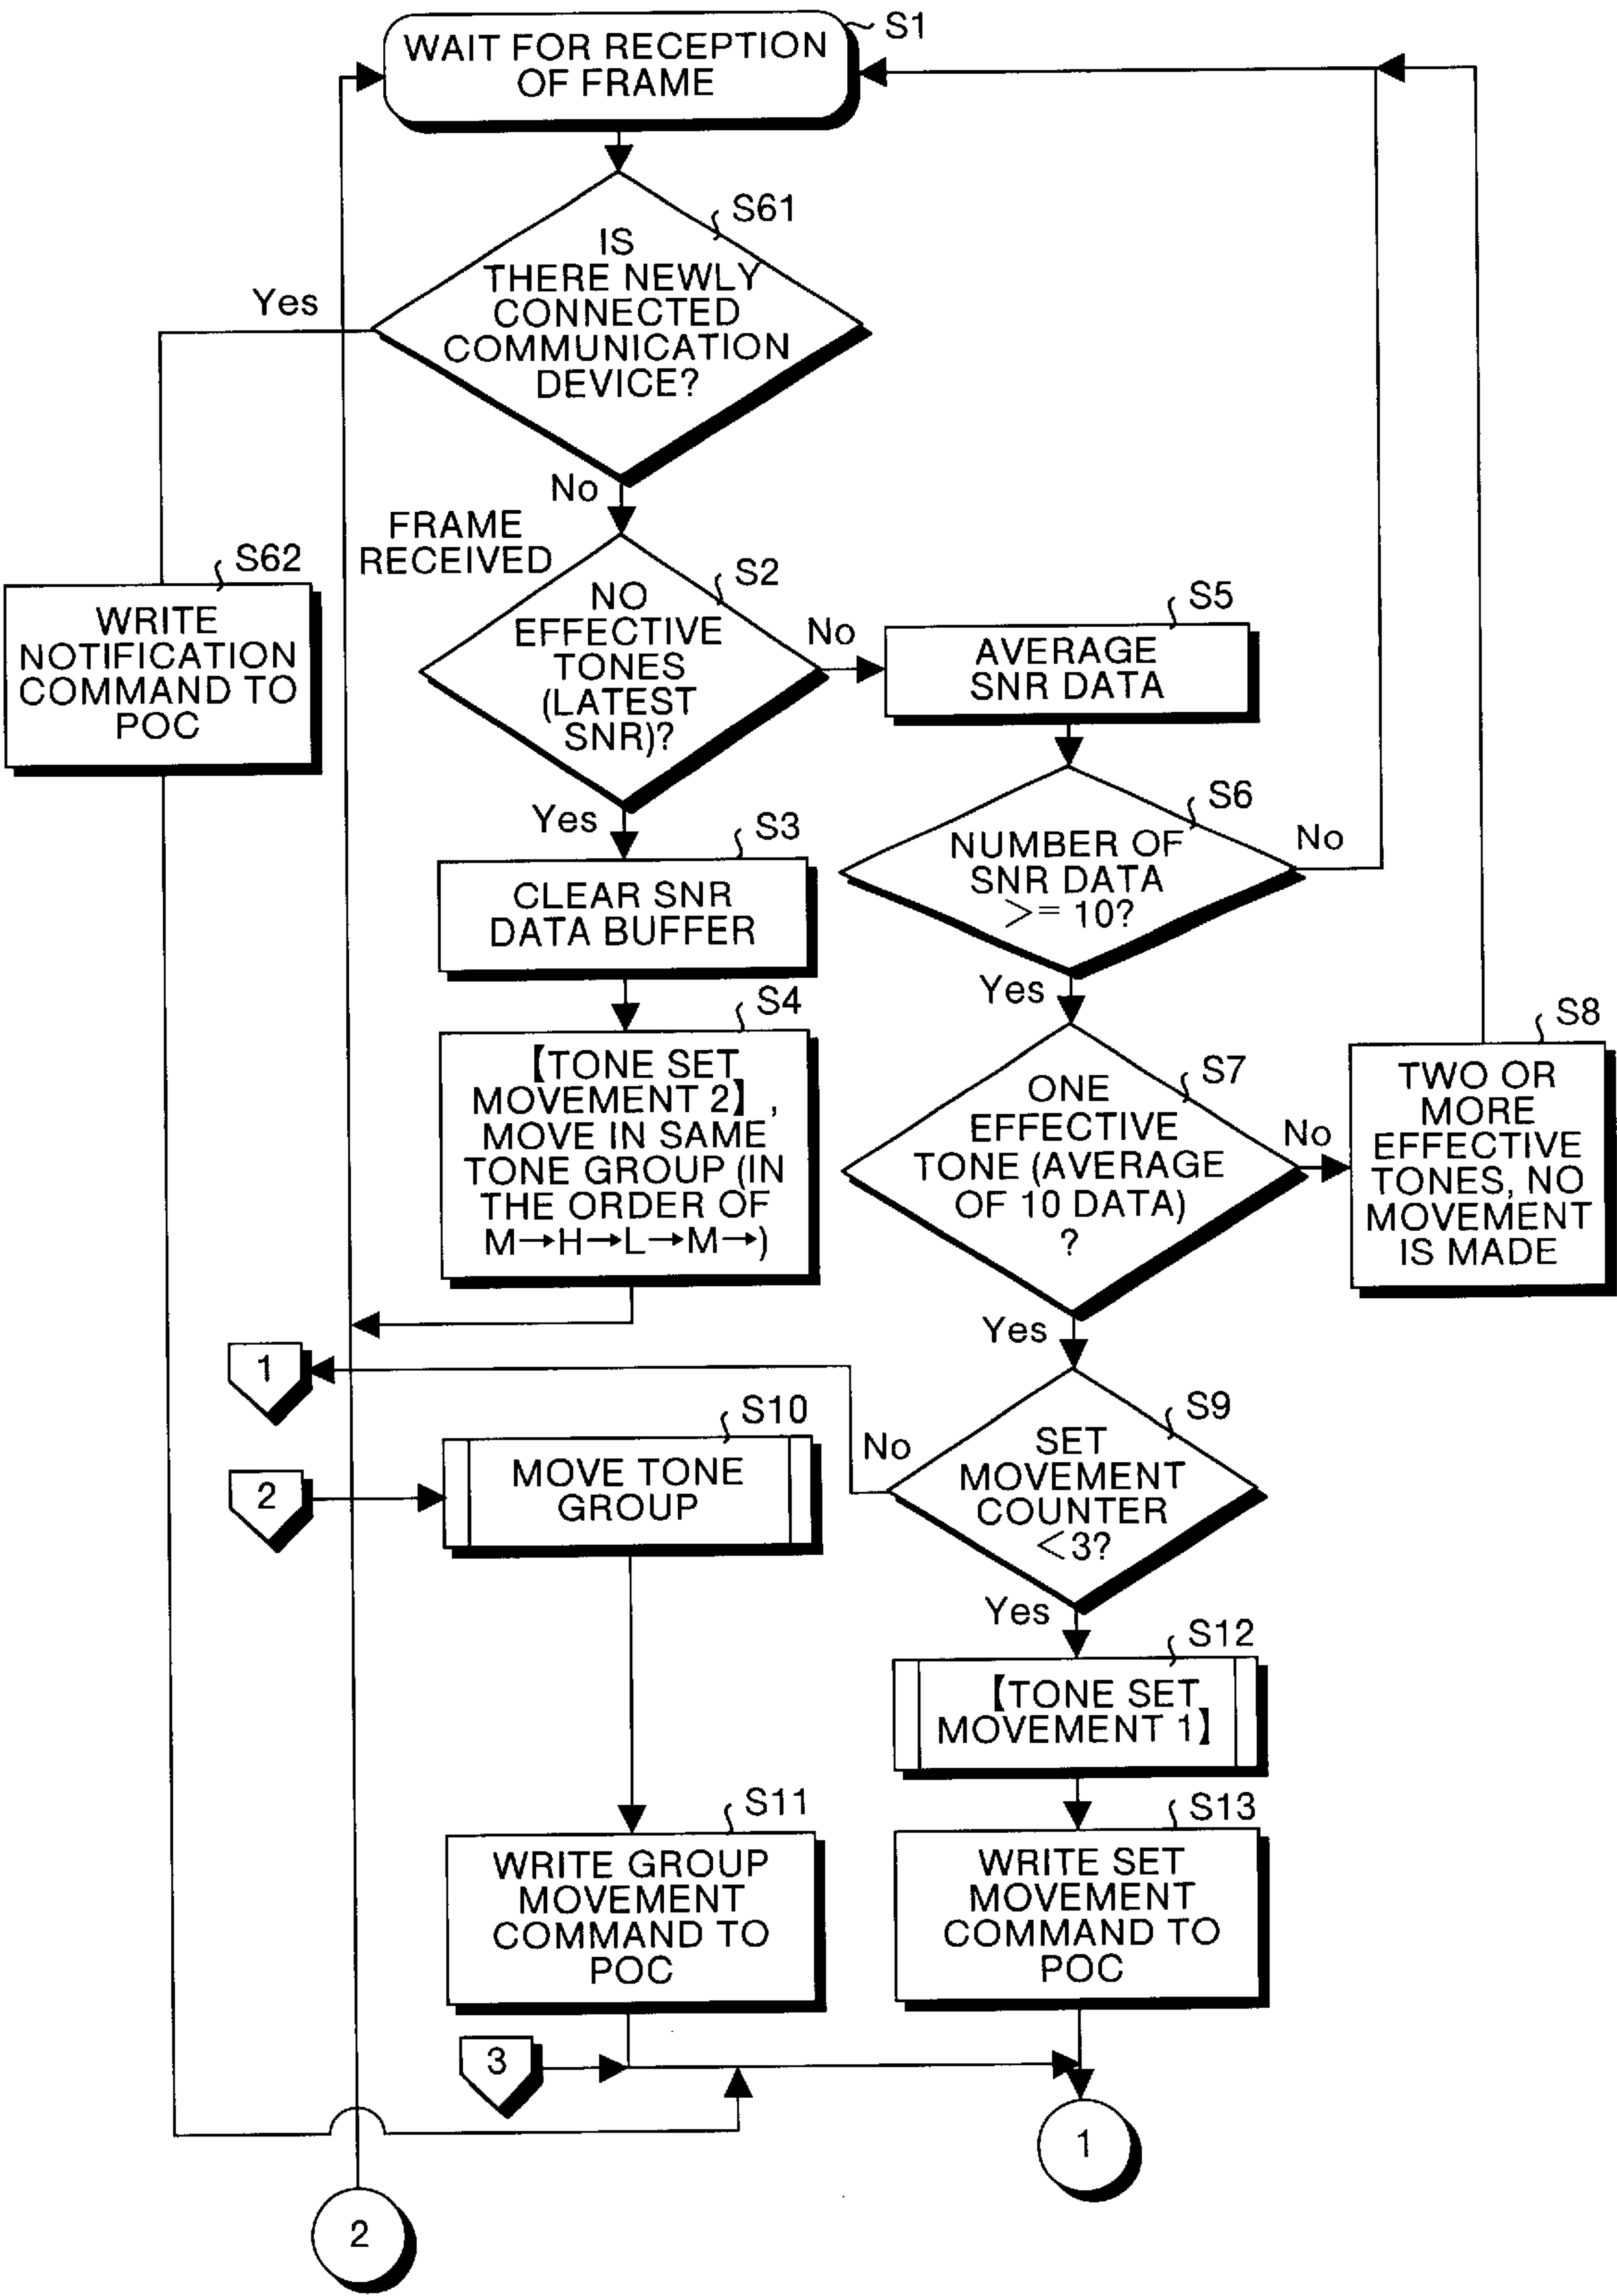 S1
WAIT FOR RECEPTION
OF FRAME
S61
IS
THERE NEWLY
CONNECTED
COMMUNICATION
DEVICE?
Yes
No
FRAME
RECEIVED
S62
WRITE
NOTIFICATION
COMMAND TO
POC
S2
NO
EFFECTIVE
TONES
(LATEST
SNR)?
No
Yes
S5
AVERAGE
SNR DATA
S6
NUMBER OF
SNR DATA
>= 10?
No
Yes
S3
CLEAR SNR
DATA BUFFER
S4
【TONE SET
MOVEMENT 2】,
MOVE IN SAME
TONE GROUP (IN
THE ORDER OF
M→H→L→M→)
S7
ONE
EFFECTIVE
TONE (AVERAGE
OF 10 DATA)
?
No
Yes
S8
TWO OR
MORE
EFFECTIVE
TONES, NO
MOVEMENT
IS MADE
1
S9
SET
MOVEMENT
COUNTER
<3?
No
Yes
2
S10
MOVE TONE
GROUP
S12
【TONE SET
MOVEMENT 1】
S11
WRITE GROUP
MOVEMENT
COMMAND TO
POC
S13
WRITE SET
MOVEMENT
COMMAND TO
POC
3
1
2